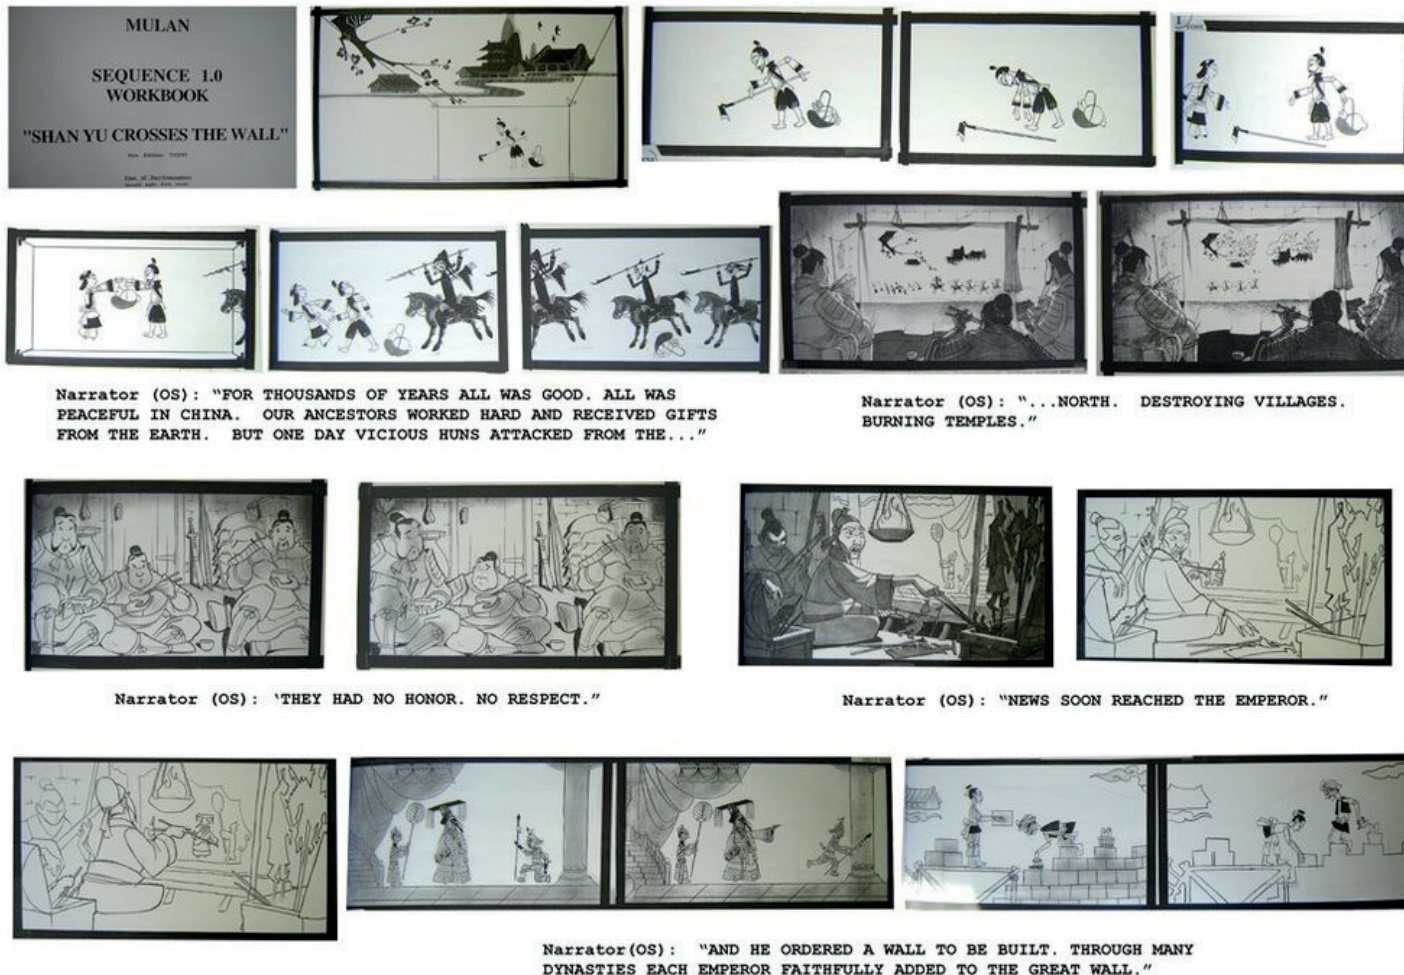 MULAN
SEQUENCE 1.0
WORKBOOK
"SHAN YU CROSSES THE WALL"
1
Narrator (OS): “FOR THOUSANDS OF YEARS ALL WAS GOOD. ALL WAS
PEACEFUL IN CHINA. OUR ANCESTORS WORKED HARD AND RECEIVED GIFTS
FROM THE EARTH. BUT ONE DAY VICIOUS HUNS ATTACKED FROM THE...”
Narrator (OS): “...NORTH. DESTROYING VILLAGES.
BURNING TEMPLES.”
Narrator (OS): ‘THEY HAD NO HONOR. NO RESPECT.”
Narrator (OS): “NEWS SOON REACHED THE EMPEROR.”
Narrator(OS): “AND HE ORDERED A WALL TO BE BUILT. THROUGH MANY
DYNASTIES EACH EMPEROR FAITHFULLY ADDED TO THE GREAT WALL.”